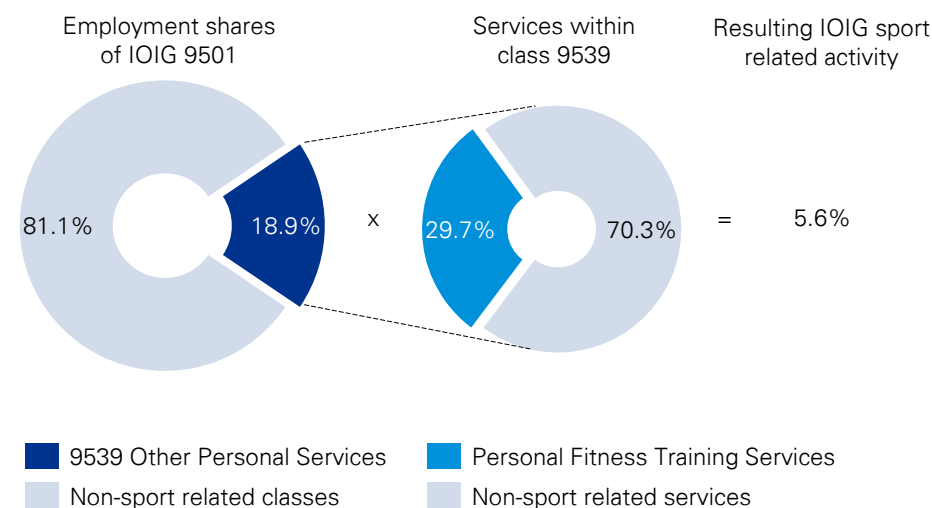 Employment shares
of IOIG 9501
Services within
class 9539
Resulting IOIG sport
related activity
81.1%
18.9%
x
29.7%
70.3%
=
5.6%
9539 Other Personal Services
Non-sport related classes
Personal Fitness Training Services
Non-sport related services